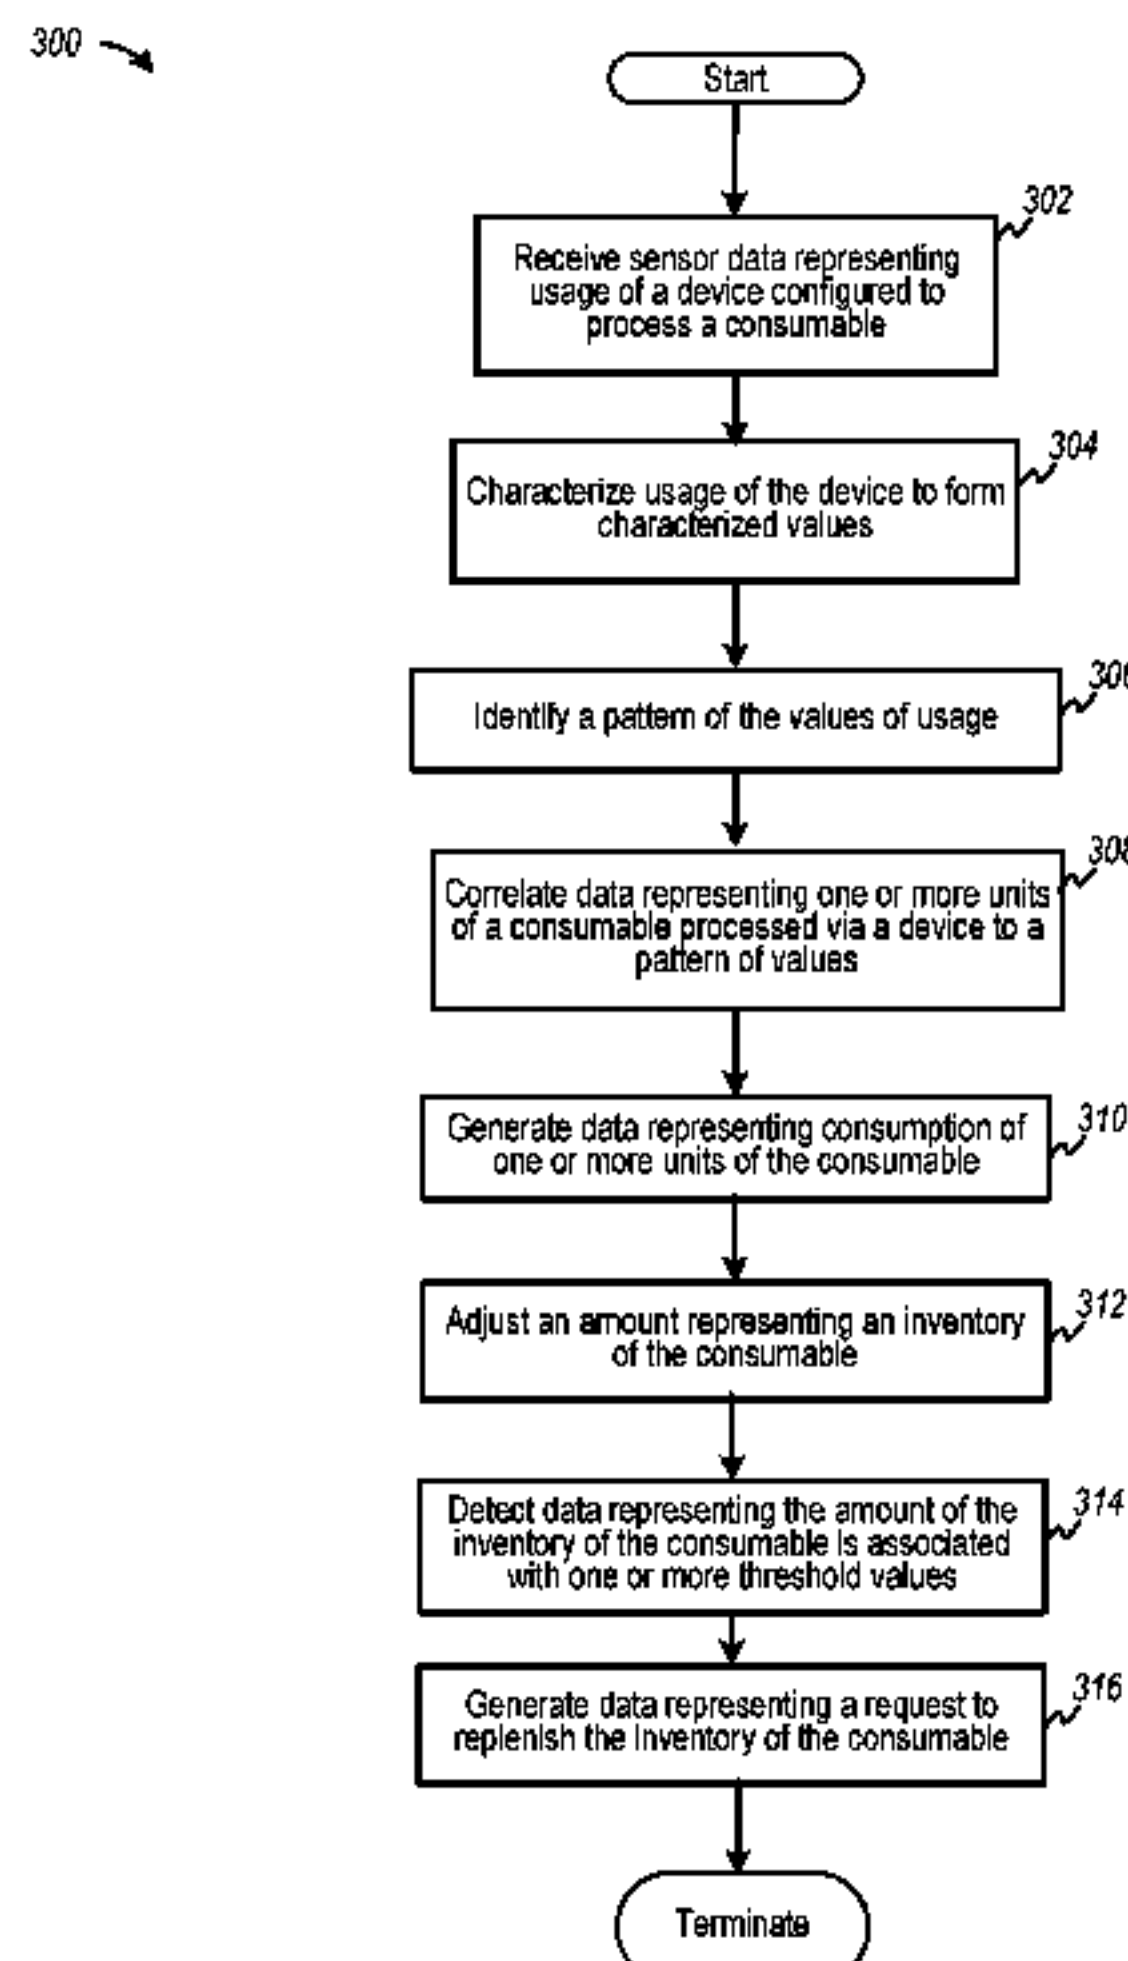 300
Start
302
Receive sensor data representing
usage of a device configured to
process a consumable
304
Characterize usage of the device to form
characterized values
306
Identify a pattern of the values of usage
308
Correlate data representing one or more units
of a consumable processed via a device to a
pattern of values
310
Generate data representing consumption of
one or more units of the consumable
312
Adjust an amount representing an inventory
of the consumable
314
Detect data representing the amount of the
inventory of the consumable is associated
with one or more threshold values
316
Generate data representing a request to
replenish the inventory of the consumable
Terminate